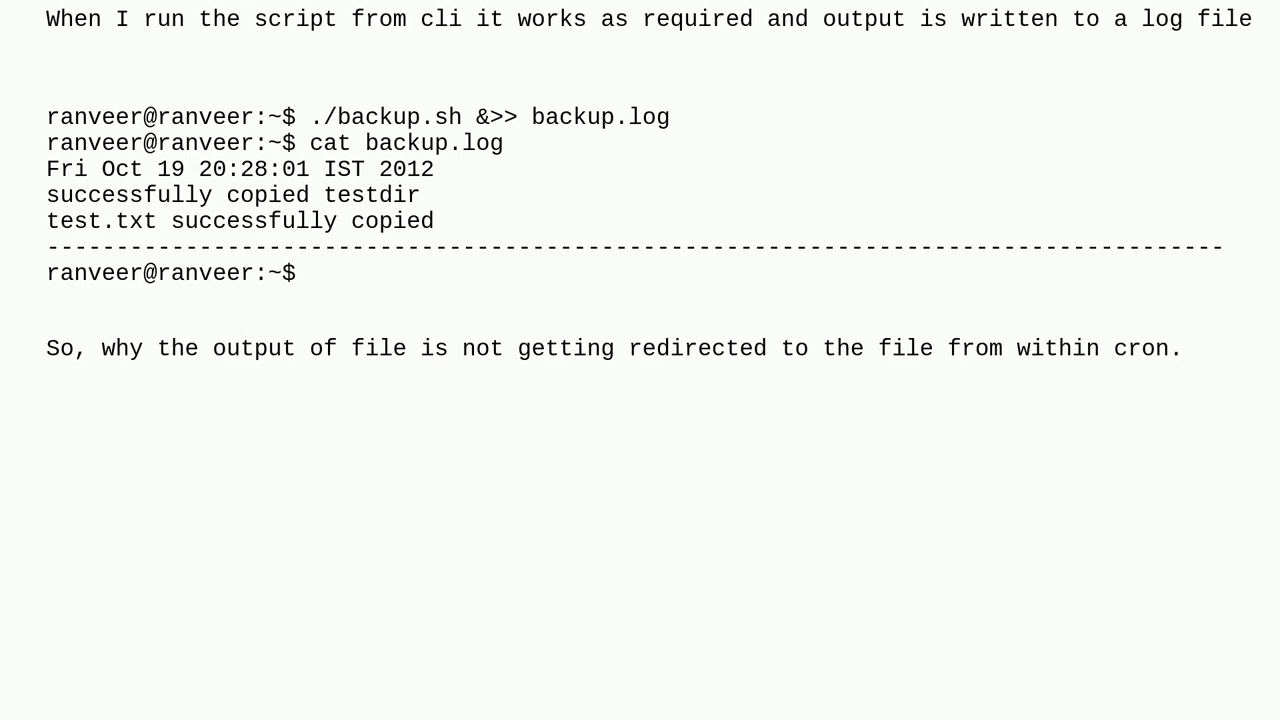 When I run the script from cli it works as required and output is written to a log file
ranveer@ranveer:~$ ./backup.sh &>> backup.log
ranveer@ranveer:~$ cat backup.log
Fri Oct 19 20:28:01 IST 2012
successfully copied testdir
test.txt successfully copied
-------------------------------------------------------------------------------------
ranveer@ranveer:~$
So, why the output of file is not getting redirected to the file from within cron.